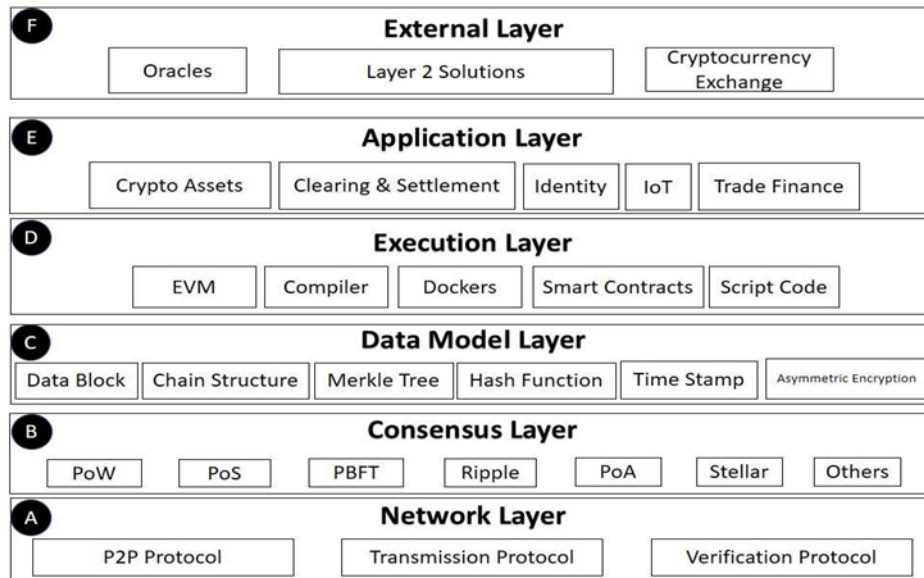 F
External Layer
Oracles
Layer 2 Solutions
Cryptocurrency
Exchange
E
Application Layer
Crypto Assets
Clearing & Settlement
Identity
IoT
Trade Finance
D
Execution Layer
EVM
Compiler
Dockers
Smart Contracts
Script Code
C
Data Model Layer
Data Block
Chain Structure
Merkle Tree
Hash Function
Time Stamp
Asymmetric Encryption
B
Consensus Layer
PoW
PoS
PBFT
Ripple
PoA
Stellar
Others
A
Network Layer
P2P Protocol
Transmission Protocol
Verification Protocol